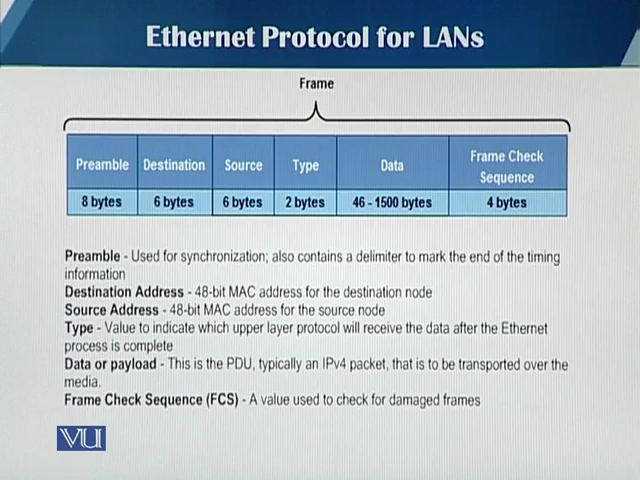 Ethernet Protocol for LANs
Frame
Preamble Destination Source Type Data Frame Check Sequence
8 bytes 6 bytes 6 bytes 2 bytes 46 - 1500 bytes 4 bytes
Preamble - Used for synchronization; also contains a delimiter to mark the end of the timing
information
Destination Address - 48-bit MAC address for the destination node
Source Address - 48-bit MAC address for the source node
Type - Value to indicate which upper layer protocol will receive the data after the Ethernet
process is complete
Data or payload - This is the PDU, typically an IPv4 packet, that is to be transported over the
media.
Frame Check Sequence (FCS) - A value used to check for damaged frames
VU